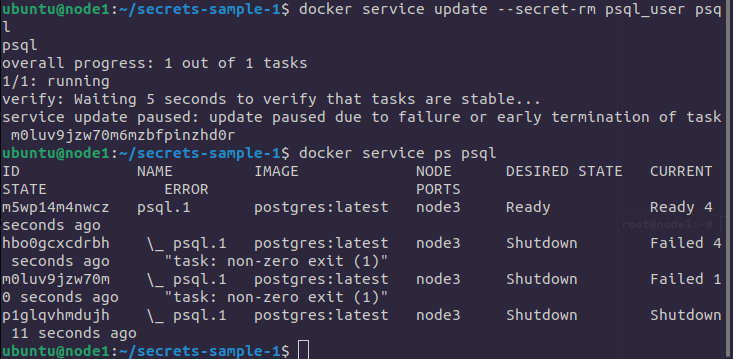 ubuntu@node1:~/secrets-sample-1$ docker service update --secret-rm psql_user psq
l
psql
overall progress: 1 out of 1 tasks
1/1: running
verify: Waiting 5 seconds to verify that tasks are stable...
service update paused: update paused due to failure or early termination of task
 m0luv9jzw70m6mzbfpinzhd0r
ubuntu@node1:~/secrets-sample-1$ docker service ps psql
ID             NAME         IMAGE             NODE      DESIRED STATE   CURRENT
STATE             ERROR                       PORTS
m5wp14m4nwcz   psql.1       postgres:latest   node3     Ready           Ready 4
seconds ago
hbo0gcxcdrbh    \_ psql.1   postgres:latest   node3     Shutdown        Failed 4
 seconds ago      "task: non-zero exit (1)"
m0luv9jzw70m    \_ psql.1   postgres:latest   node3     Shutdown        Failed 1
0 seconds ago     "task: non-zero exit (1)"
p1glqvhmdujh    \_ psql.1   postgres:latest   node3     Shutdown        Shutdown
 11 seconds ago
ubuntu@node1:~/secrets-sample-1$
root@node3:~#